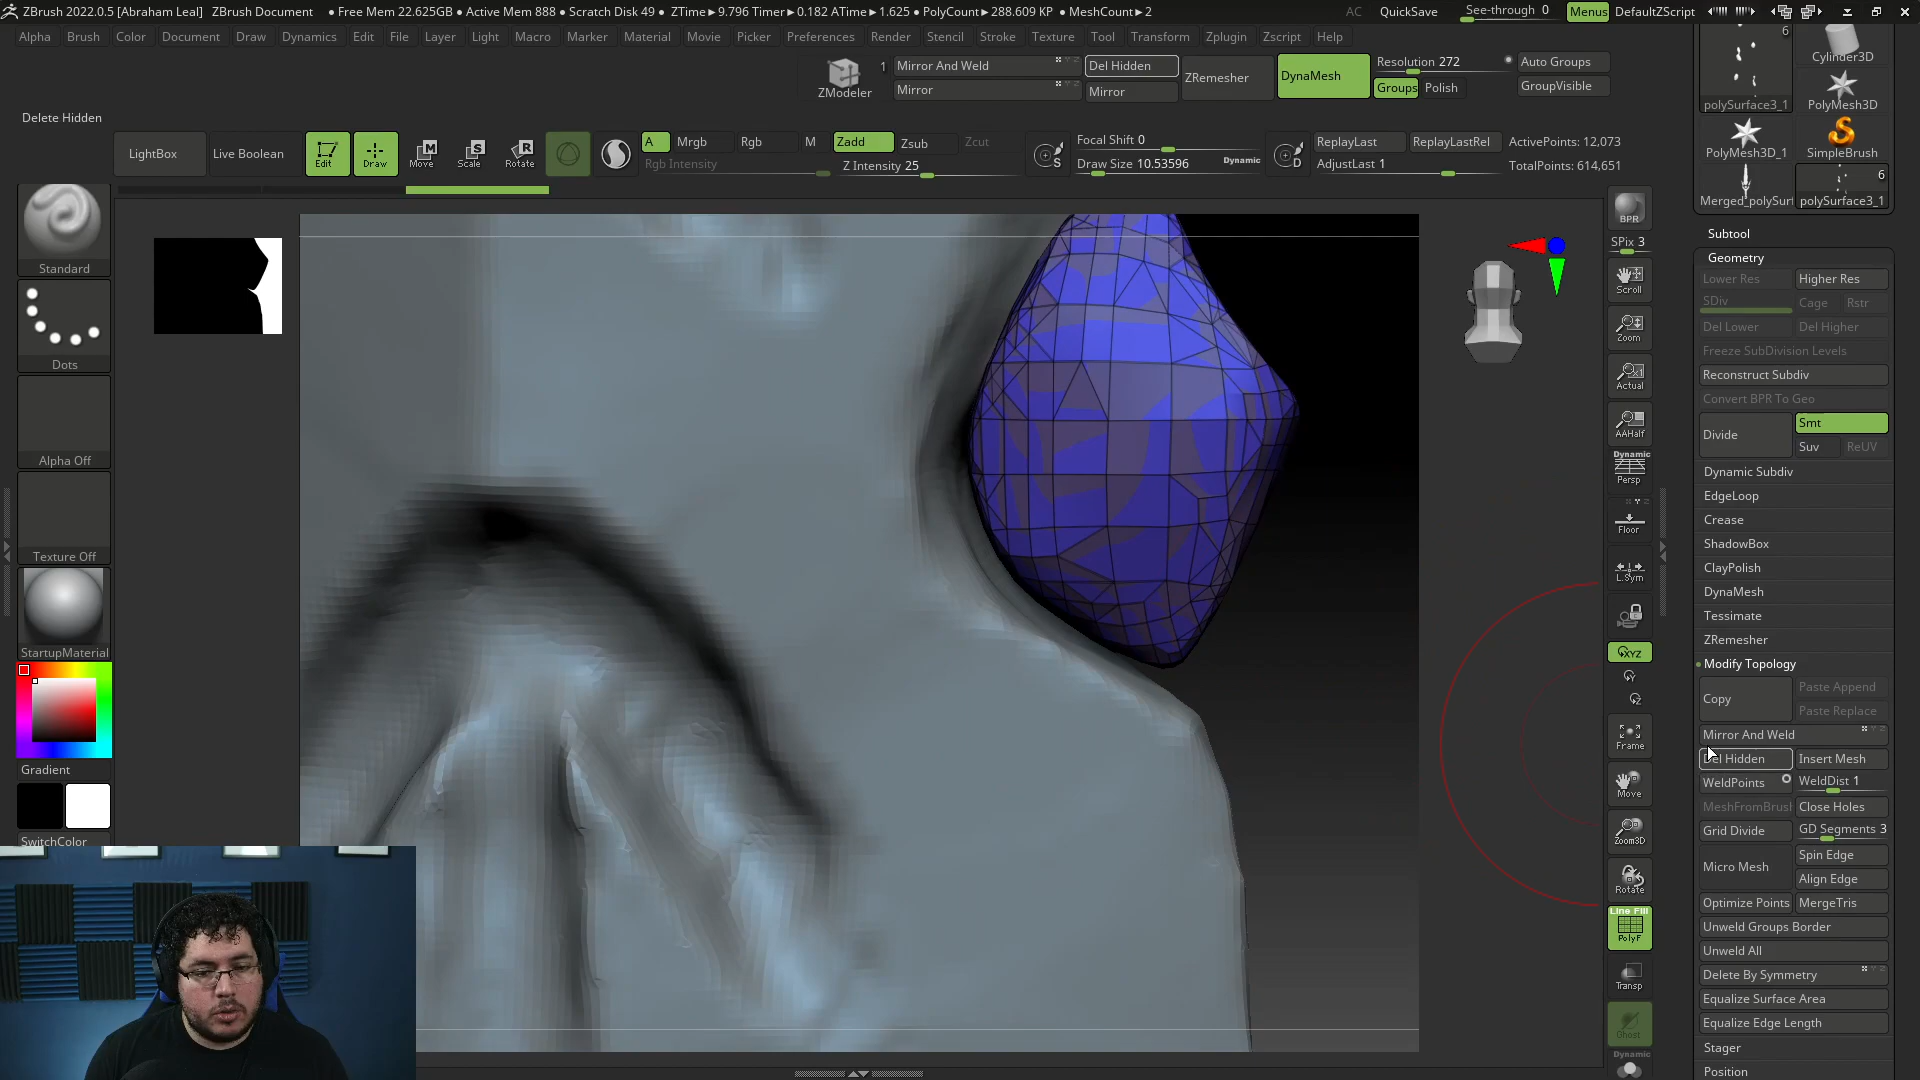 ZBrush 2022.0.5 [Abraham Leal] ZBrush Document • Free Mem 22.625GB • Active Mem 888 • Scratch Disk 49 • ZTime►9.796 Timer►0.182 ATime►1.625 • PolyCount►288.609 KP • MeshCount►2 AC QuickSave See-through 0 Menus DefaultZScript
Alpha Brush Color Document Draw Dynamics Edit File Layer Light Macro Marker Material Movie Picker Preferences Render Stencil Stroke Texture Tool Transform Zplugin Zscript Help
ZModeler 1
Mirror And Weld
Mirror
Del Hidden
Mirror
ZRemesher
DynaMesh
Resolution 272
Groups Polish
Auto Groups
GroupVisible
Delete Hidden
LightBox Live Boolean
Edit Draw Move Scale Rotate
M S R
A Mrgb Rgb M Zadd Zsub Zcut
Rgb Intensity Z Intensity 25
S Focal Shift 0
Draw Size 10.53596 Dynamic
D ReplayLast ReplayLastRel
AdjustLast 1
ActivePoints: 12,073
TotalPoints: 614,651
Standard
Dots
Alpha Off
Texture Off
StartupMaterial
Gradient
SwitchColor
BPR
SPix 3
Scroll
Zoom
Actual
AAHalf
Dynamic
Persp
Floor
L.Sym
XYZ
Y
Z
Frame
Move
Zoom3D
Rotate
Line Fill
PolyF
Transp
Ghost
Dynamic
6
polySurface3_1
Cylinder3D
PolyMesh3D
PolyMesh3D_1
SimpleBrush
Merged_polySurf
6
polySurface3_1
Subtool
Geometry
Lower Res Higher Res
SDiv Cage Rstr
Del Lower Del Higher
Freeze SubDivision Levels
Reconstruct Subdiv
Convert BPR To Geo
Divide Smt
Suv ReUV
Dynamic Subdiv
EdgeLoop
Crease
ShadowBox
ClayPolish
DynaMesh
Tessimate
ZRemesher
Modify Topology
Copy Paste Append
Paste Replace
Mirror And Weld
Del Hidden Insert Mesh
WeldPoints WeldDist 1
MeshFromBrus Close Holes
Grid Divide GD Segments 3
Micro Mesh Spin Edge
Align Edge
Optimize Points MergeTris
Unweld Groups Border
Unweld All
Delete By Symmetry
Equalize Surface Area
Equalize Edge Length
Stager
Position